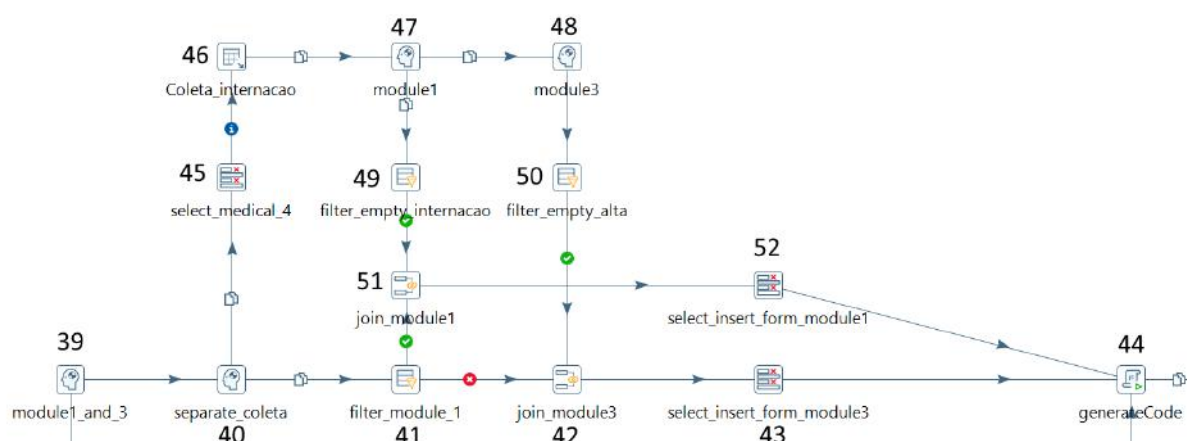 47 48
46
Coleta_internacao module1 module3
45 49 50
select_medical_4 filter_empty_internacao filter_empty_alta
52
51
join_module1 select_insert_form_module1
39 44
module1_and_3 separate_coleta filter_module_1 join_module3 select_insert_form_module3 generateCode
40 41 42 43